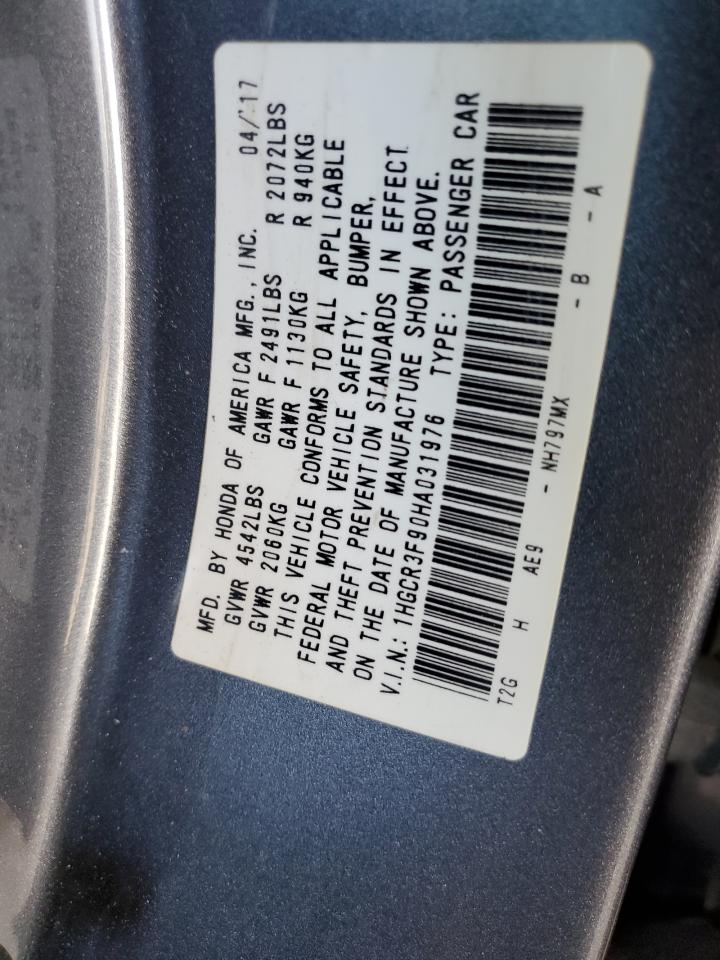 MFD. BY HONDA OF AMERICA MFG., INC. 04/17
GVWR 4542LBS GAWR F 2491LBS R 2072LBS
GVWR 2060KG GAWR F 1130KG R 940KG
THIS VEHICLE CONFORMS TO ALL APPLICABLE
FEDERAL MOTOR VEHICLE SAFETY, BUMPER,
AND THEFT PREVENTION STANDARDS IN EFFECT
ON THE DATE OF MANUFACTURE SHOWN ABOVE.
V.I.N.: 1HGCR3F90HA031976 TYPE: PASSENGER CAR
T2G H AE9 - NH797MX - B - A